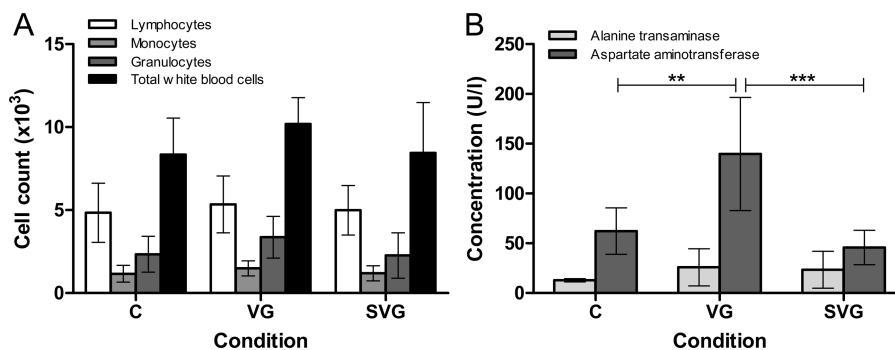 A
Lymphocytes
Monocytes
Granulocytes
Total white blood cells
15
10
5
0
Cell count (x10³)
C VG SVG
Condition
B
Alanine transaminase
Aspartate aminotransferase
250
200
150
100
50
0
Concentration (U/l)
** ***
C VG SVG
Condition